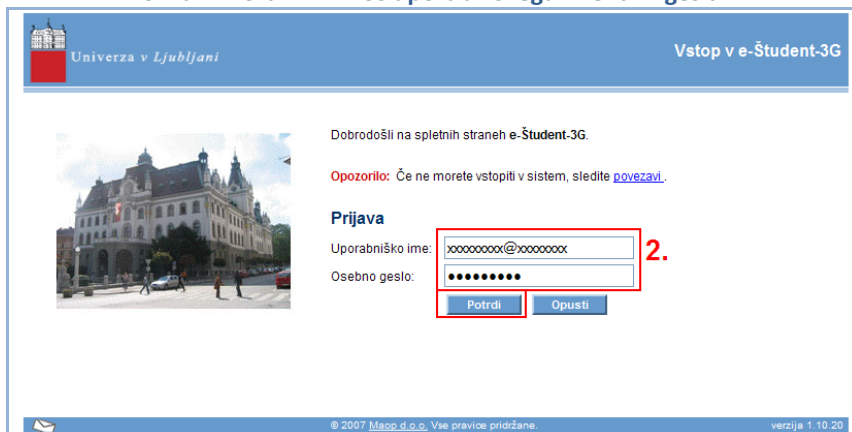 Univerza v Ljubljani
Vstop v e-Študent-3G
Dobrodošli na spletnih straneh e-Študent-3G.
Opozorilo: Če ne morete vstopiti v sistem, sledite povezavi.
Prijava
Uporabniško ime: xxxxxxxxx@xxxxxxxx
2.
Osebno geslo: ●●●●●●●●●
Potrdi Opusti
© 2007 Maop d.o.o. Vse pravice pridržane.
verzija 1.10.20